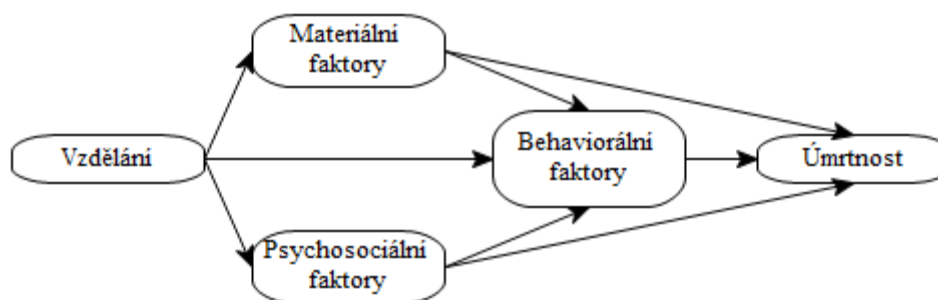 Materiální
faktory
Vzdělání
Behaviorální
faktory
Úmrtnost
Psychosociální
faktory